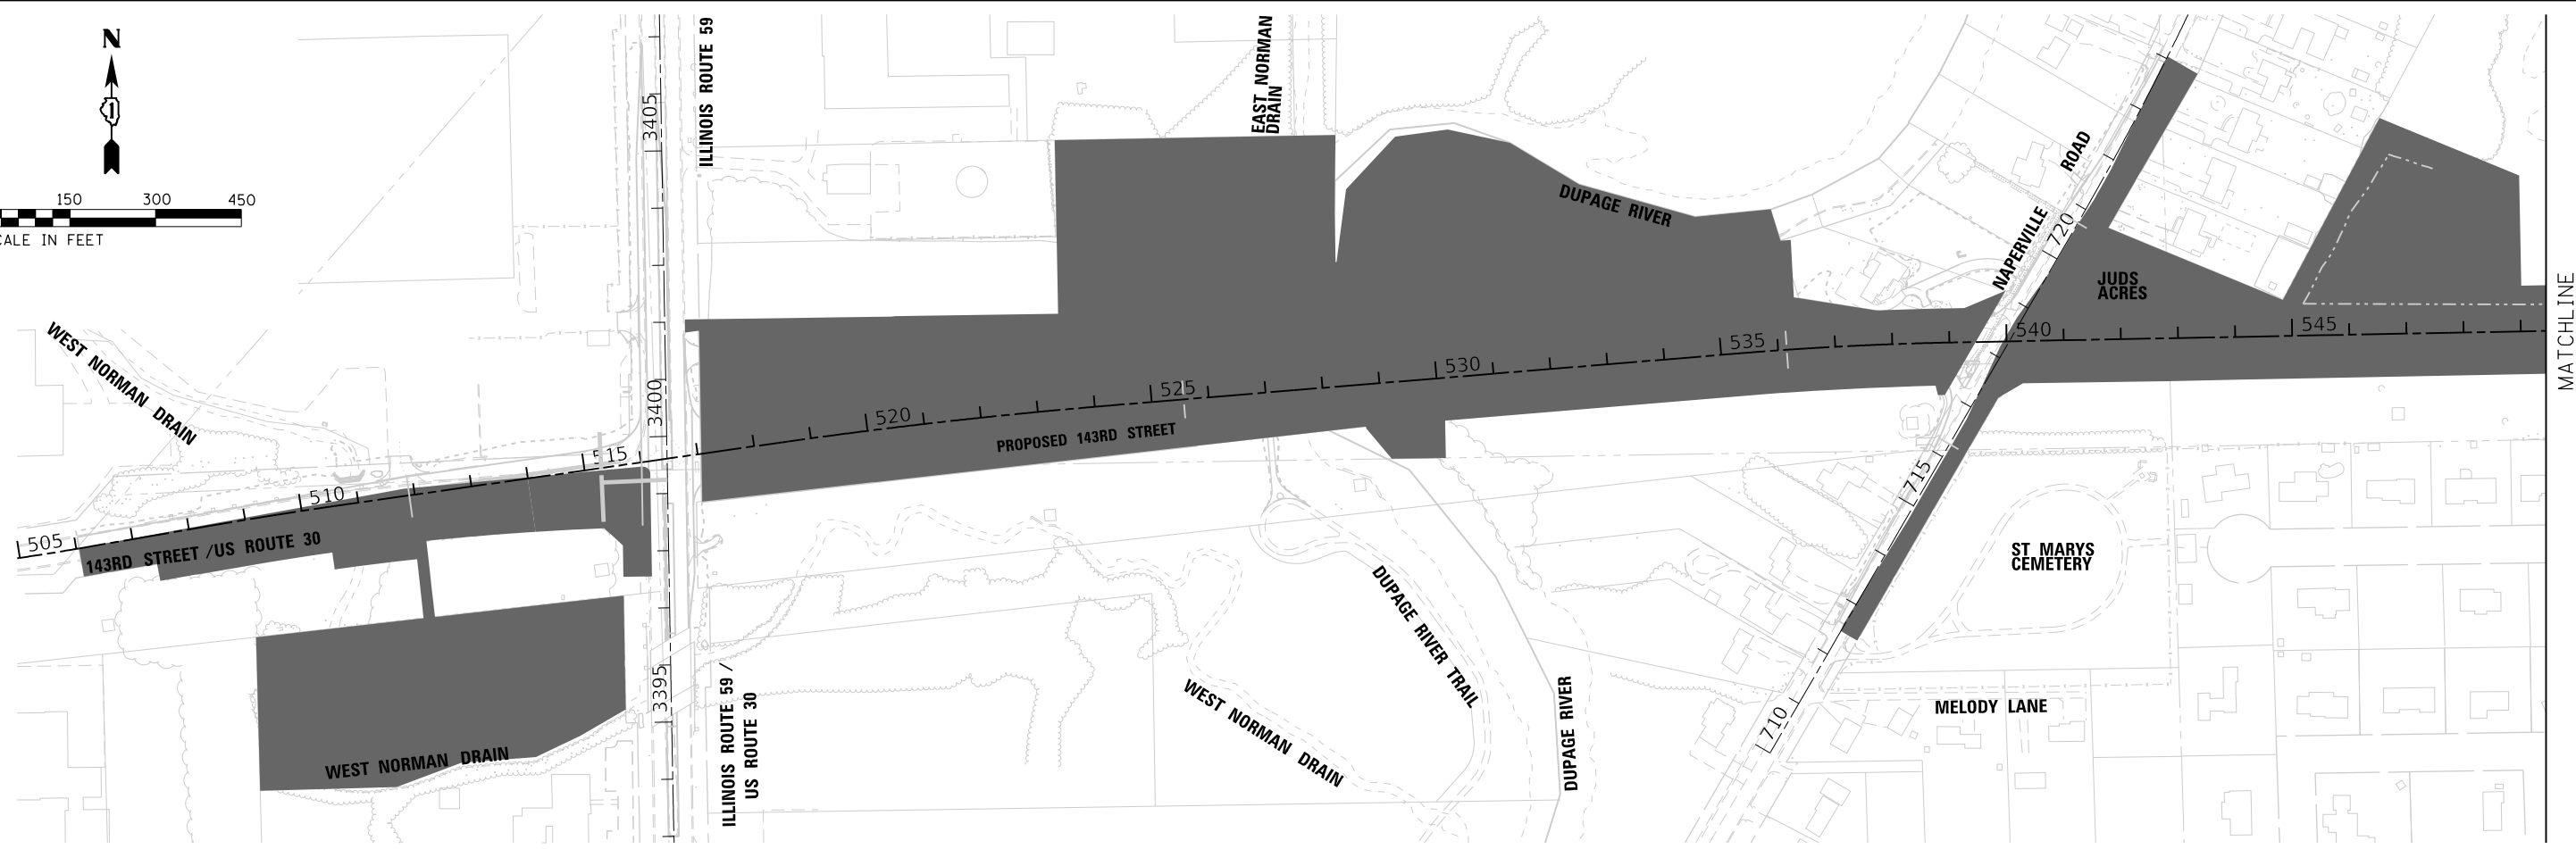 N
150 300 450
CALE IN FEET
ILLINOIS ROUTE 59
3405
3400
3395
EAST NORMAN
DRAIN
DUPAGE RIVER
NAPERVILLE ROAD
720
JUDS
ACRES
MATCHLINE
WEST NORMAN DRAIN
505
510
515
520
525
530
535
540
545
PROPOSED 143RD STREET
143RD STREET / US ROUTE 30
715
710
ST MARYS
CEMETERY
DUPAGE RIVER TRAIL
WEST NORMAN DRAIN
ILLINOIS ROUTE 59 /
US ROUTE 30
WEST NORMAN DRAIN
DUPAGE RIVER
MELODY LANE